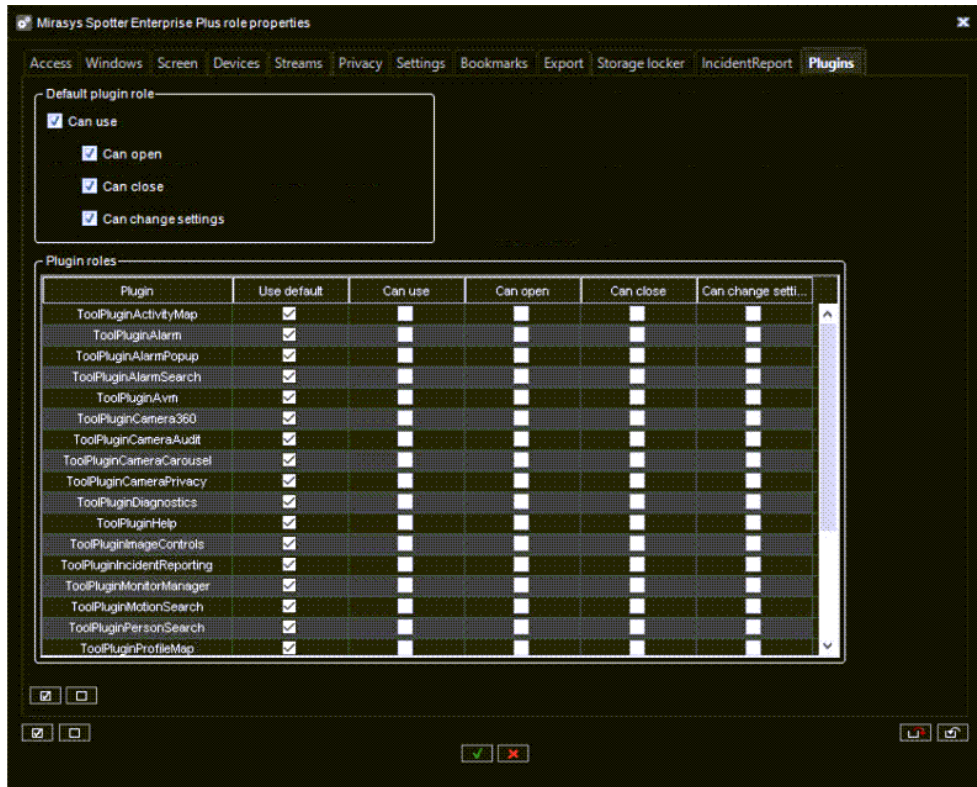 Mirasys Spotter Enterprise Plus role properties
Access Windows Screen Devices Streams Privacy Settings Bookmarks Export Storage locker IncidentReport Plugins
Default plugin role
Can use
Can open
Can close
Can change settings
Plugin roles
Plugin Use default Can use Can open Can close Can change setti...
ToolPluginActivityMap
ToolPluginAlarm
ToolPluginAlarmPopup
ToolPluginAlarmSearch
ToolPluginAvm
ToolPluginCamera360
ToolPluginCameraAudit
ToolPluginCameraCarousel
ToolPluginCameraPrivacy
ToolPluginDiagnostics
ToolPluginHelp
ToolPluginImageControls
ToolPluginIncidentReporting
ToolPluginMonitorManager
ToolPluginMotionSearch
ToolPluginPersonSearch
ToolPluginProfileMap